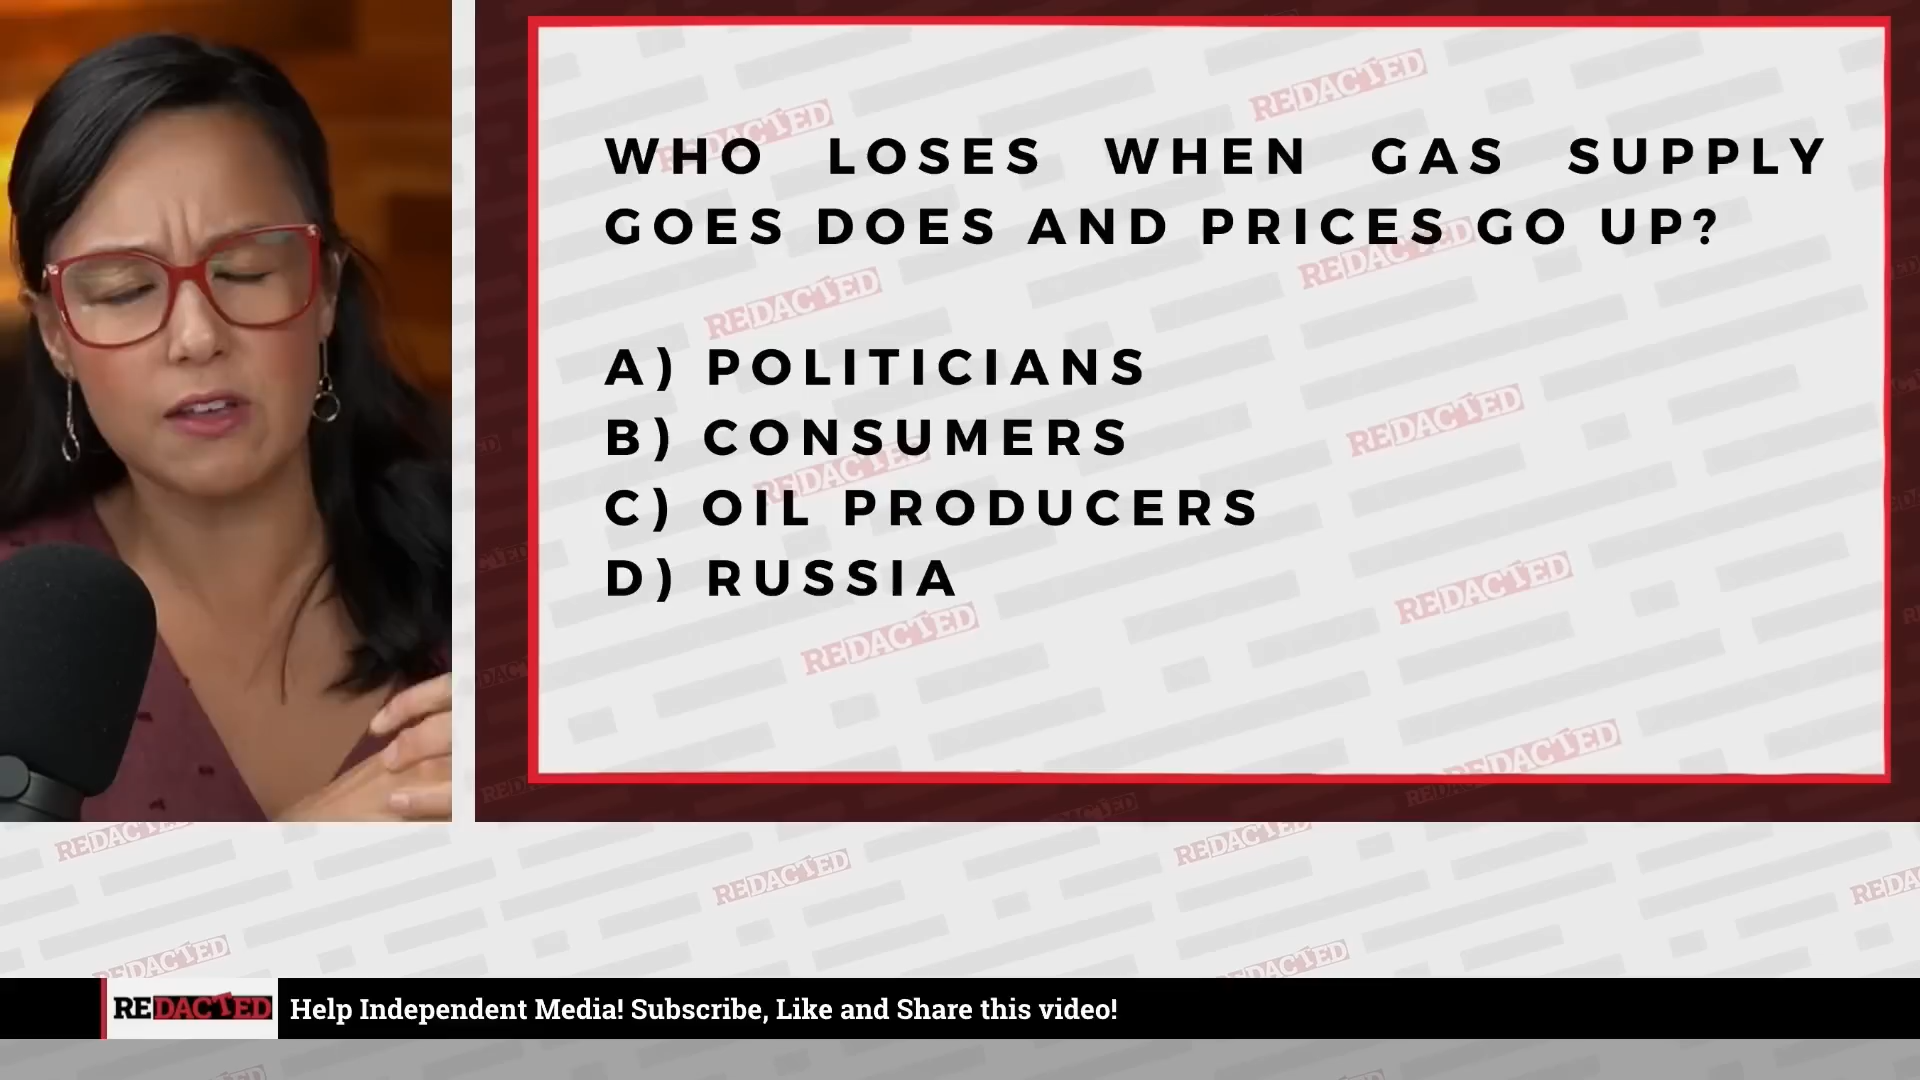 WHO LOSES WHEN GAS SUPPLY
GOES DOES AND PRICES GO UP?
A) POLITICIANS
B) CONSUMERS
C) OIL PRODUCERS
D) RUSSIA
REDACTED
Help Independent Media! Subscribe, Like and Share this video!